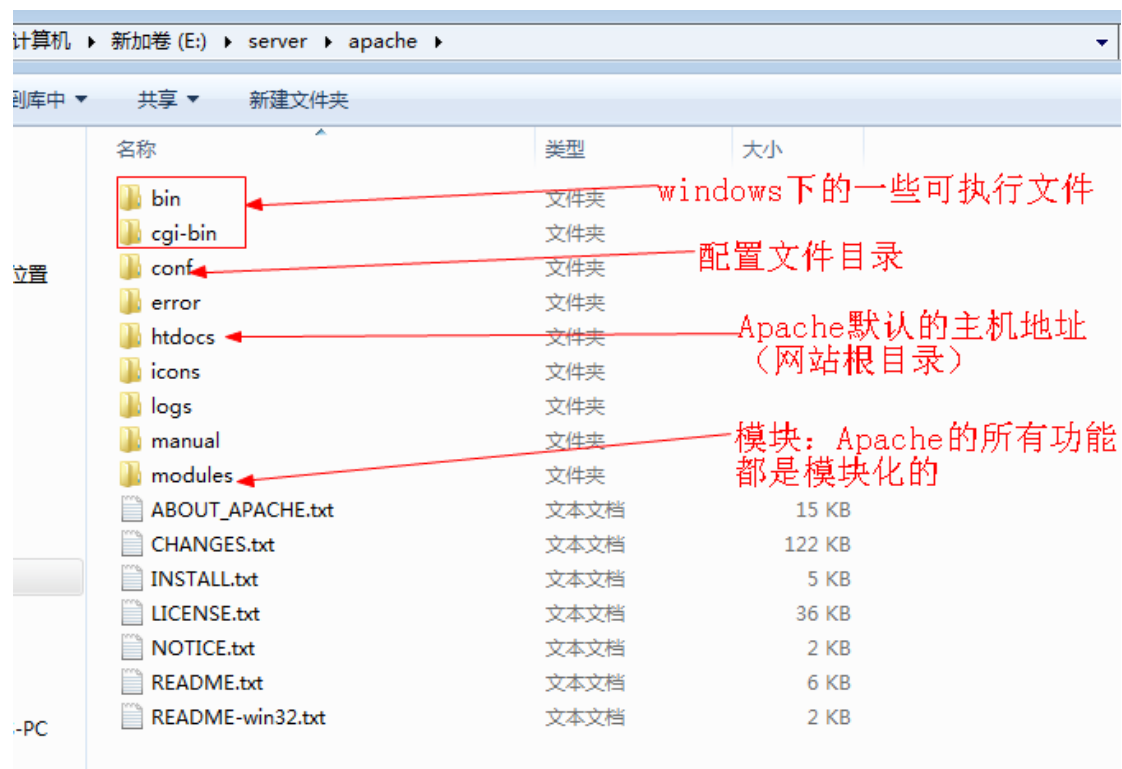 计算机 ▸ 新加卷 (E:) ▸ server ▸ apache ▸
到库中 共享 新建文件夹
名称 类型 大小
bin 文件夹
windows下的一些可执行文件
cgi-bin 文件夹
位置
conf 文件夹
配置文件目录
error 文件夹
htdocs 文件夹
Apache默认的主机地址
（网站根目录）
icons 文件夹
logs 文件夹
manual 文件夹
模块：Apache的所有功能
都是模块化的
modules 文件夹
ABOUT_APACHE.txt 文本文档 15 KB
CHANGES.txt 文本文档 122 KB
INSTALL.txt 文本文档 5 KB
LICENSE.txt 文本文档 36 KB
NOTICE.txt 文本文档 2 KB
README.txt 文本文档 6 KB
README-win32.txt 文本文档 2 KB
-PC